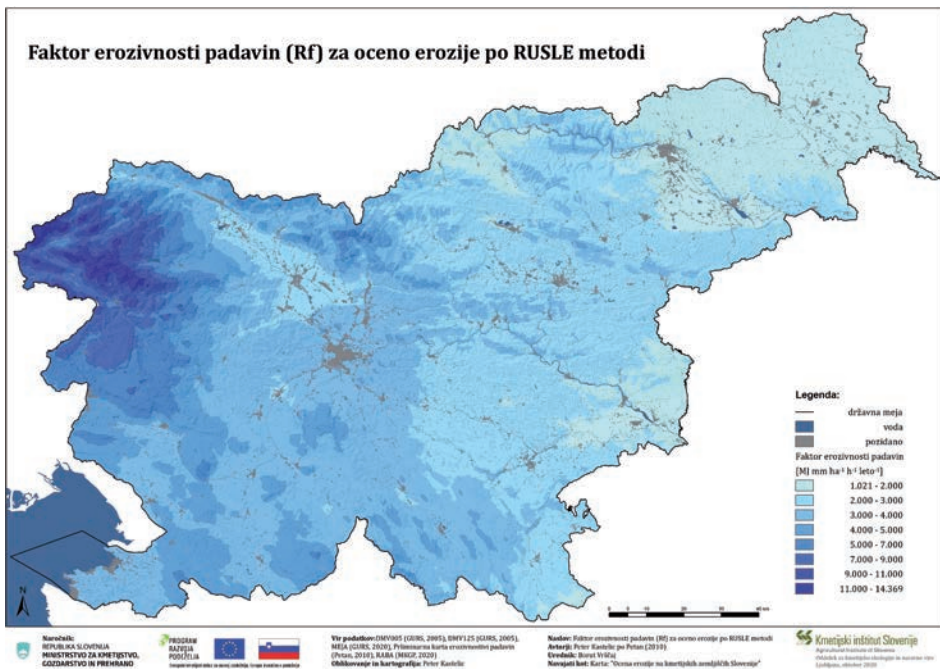 Faktor erozivnosti padavin (Rf) za oceno erozije po RUSLE metodi
Legenda:
državna meja
voda
pozidano
Faktor erozivnosti padavin
[MJ mm ha⁻¹ h⁻¹ leto⁻¹]
1.021 - 2.000
2.000 - 3.000
3.000 - 4.000
4.000 - 5.000
5.000 - 7.000
7.000 - 9.000
9.000 - 11.000
11.000 - 14.369
N
Naročnik:
REPUBLIKA SLOVENIJA
MINISTRSTVO ZA KMETIJSTVO,
GOZDARSTVO IN PREHRANO
PROGRAM
RAZVOJA
PODEŽELJA
Vir podatkov: DMV005 (GURS, 2005), DMV125 (GURS, 2005),
MEJA (GURS, 2020), Pršmimarna karta erozivnosti padavin
(Petan, 2010), RABA (MKGP, 2020)
Oblikovanje in kartografija: Peter Kastelic
Naslov: Faktor erozivnosti padavin (Rf) za oceno erozije po RUSLE metodi
Avtorji: Peter Kastelic po Petan (2010)
Urednik: Borut Vrščaj
Navajati kot: Karta: "Ocena erozije na kmetijskih zemljiščih Slovenije"
Kmetijski inštitut Slovenije
Agricultural Institute of Slovenia
Ljubljana, oktober 2020